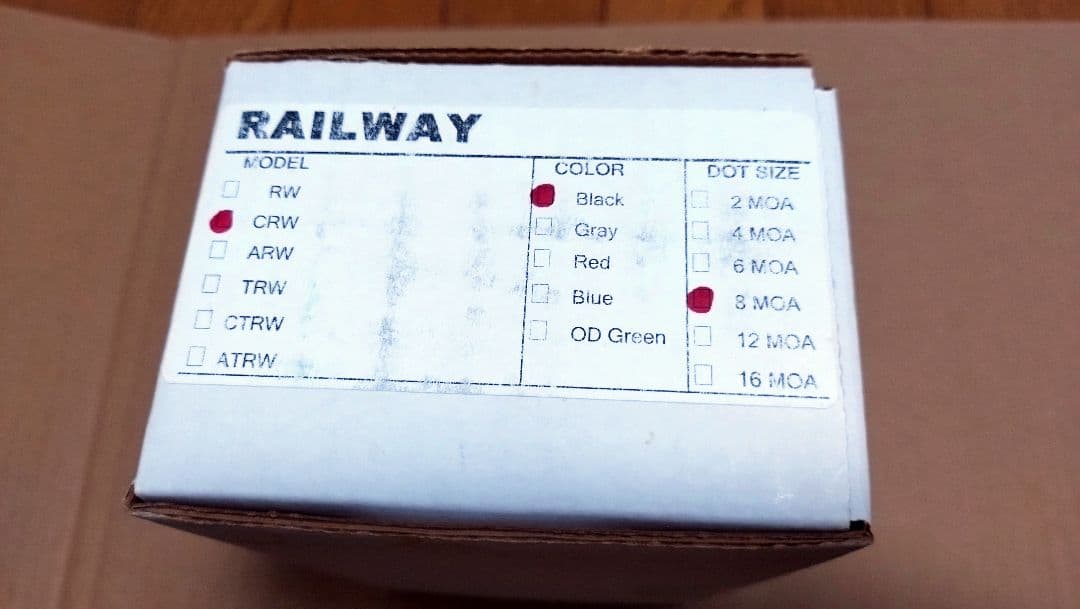 RAILWAY
MODEL
RW
CRW
ARW
TRW
CTRW
ATRW
COLOR
Black
Gray
Red
Blue
OD Green
DOT SIZE
2 MOA
4 MOA
6 MOA
8 MOA
12 MOA
16 MOA